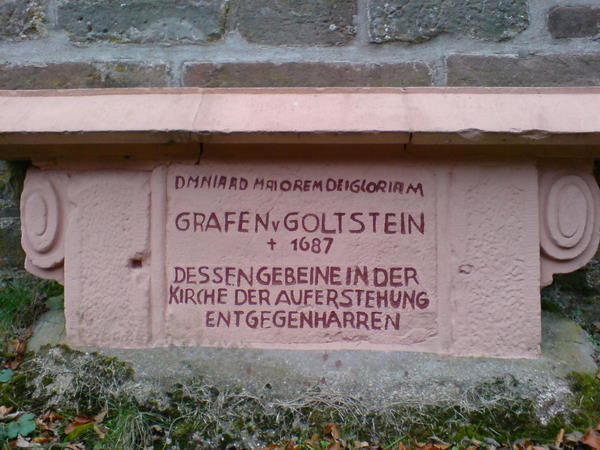 OMNIA AD MAIOREM DEI GLORIAM
GRAFEN v GOLTSTEIN
† 1687
DESSEN GEBEINE IN DER
KIRCHE DER AUFERSTEHUNG
ENTGEGENHARREN